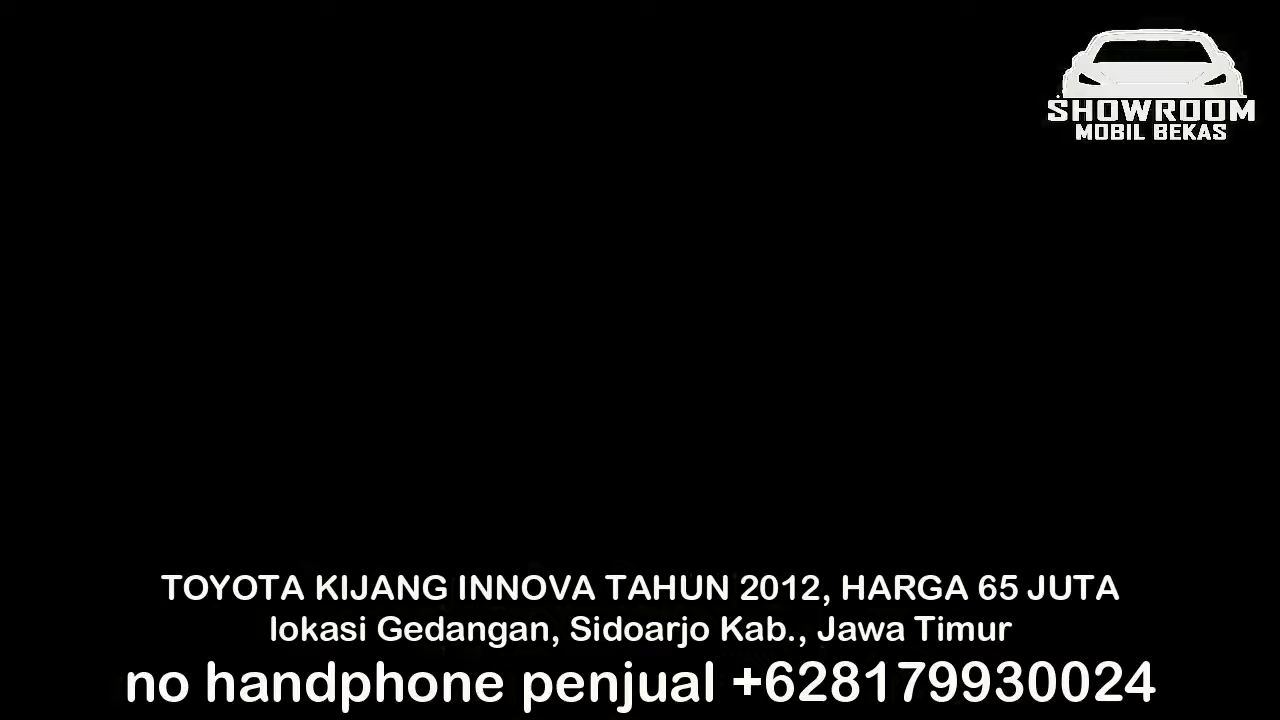 SHOWROOM
MOBIL BEKAS
TOYOTA KIJANG INNOVA TAHUN 2012, HARGA 65 JUTA
lokasi Gedangan, Sidoarjo Kab., Jawa Timur
no handphone penjual +628179930024